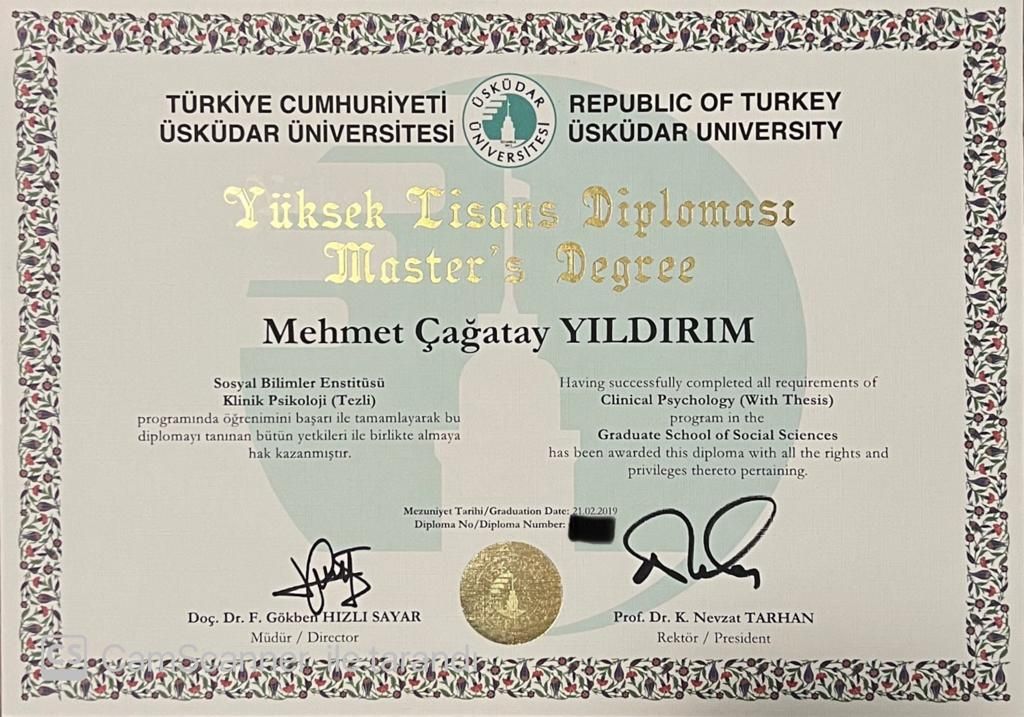 TÜRKİYE CUMHURİYETİ
ÜSKÜDAR ÜNİVERSİTESİ
ÜSKÜDAR ÜNİVERSİTESİ
REPUBLIC OF TURKEY
ÜSKÜDAR UNIVERSITY
Yüksek Lisans Diploması
Master's Degree
Mehmet Çağatay YILDIRIM
Sosyal Bilimler Enstitüsü
Klinik Psikoloji (Tezli)
programında öğrenimini başarı ile tamamlayarak bu
diplomayı tanınan bütün yetkileri ile birlikte almaya
hak kazanmıştır.
Having successfully completed all requirements of
Clinical Psychology (With Thesis)
program in the
Graduate School of Social Sciences
has been awarded this diploma with all the rights and
privileges thereto pertaining.
Mezuniyet Tarihi/Graduation Date: 21.02.2019
Diploma No/Diploma Number:
Doç. Dr. F. Gökben HIZLI SAYAR
Müdür / Director
Prof. Dr. K. Nevzat TARHAN
Rektör / President
CS CamScanner ile tarandı